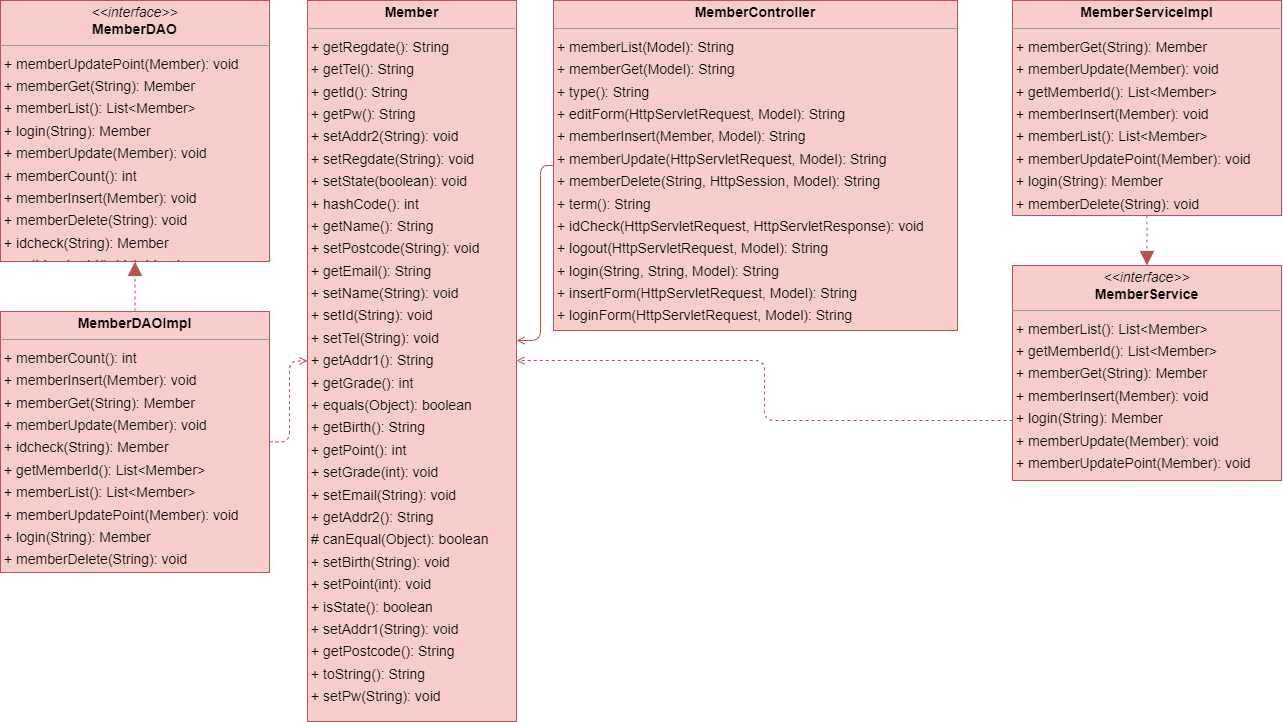 <<interface>>
MemberDAO
+ memberUpdatePoint(Member): void
+ memberGet(String): Member
+ memberList(): List<Member>
+ login(String): Member
+ memberUpdate(Member): void
+ memberCount(): int
+ memberInsert(Member): void
+ memberDelete(String): void
+ idcheck(String): Member
MemberDAOImpl
+ memberCount(): int
+ memberInsert(Member): void
+ memberGet(String): Member
+ memberUpdate(Member): void
+ idcheck(String): Member
+ getMemberId(): List<Member>
+ memberList(): List<Member>
+ memberUpdatePoint(Member): void
+ login(String): Member
+ memberDelete(String): void
Member
+ getRegdate(): String
+ getTel(): String
+ getId(): String
+ getPw(): String
+ setAddr2(String): void
+ setRegdate(String): void
+ setState(boolean): void
+ hashCode(): int
+ getName(): String
+ setPostcode(String): void
+ getEmail(): String
+ setName(String): void
+ setId(String): void
+ setTel(String): void
+ getAddr1(): String
+ getGrade(): int
+ equals(Object): boolean
+ getBirth(): String
+ getPoint(): int
+ setGrade(int): void
+ setEmail(String): void
+ getAddr2(): String
# canEqual(Object): boolean
+ setBirth(String): void
+ setPoint(int): void
+ isState(): boolean
+ setAddr1(String): void
+ getPostcode(): String
+ toString(): String
+ setPw(String): void
MemberController
+ memberList(Model): String
+ memberGet(Model): String
+ type(): String
+ editForm(HttpServletRequest, Model): String
+ memberInsert(Member, Model): String
+ memberUpdate(HttpServletRequest, Model): String
+ memberDelete(String, HttpSession, Model): String
+ term(): String
+ idCheck(HttpServletRequest, HttpServletResponse): void
+ logout(HttpServletRequest, Model): String
+ login(String, String, Model): String
+ insertForm(HttpServletRequest, Model): String
+ loginForm(HttpServletRequest, Model): String
MemberServiceImpl
+ memberGet(String): Member
+ memberUpdate(Member): void
+ getMemberId(): List<Member>
+ memberInsert(Member): void
+ memberList(): List<Member>
+ memberUpdatePoint(Member): void
+ login(String): Member
+ memberDelete(String): void
<<interface>>
MemberService
+ memberList(): List<Member>
+ getMemberId(): List<Member>
+ memberGet(String): Member
+ memberInsert(Member): void
+ login(String): Member
+ memberUpdate(Member): void
+ memberUpdatePoint(Member): void